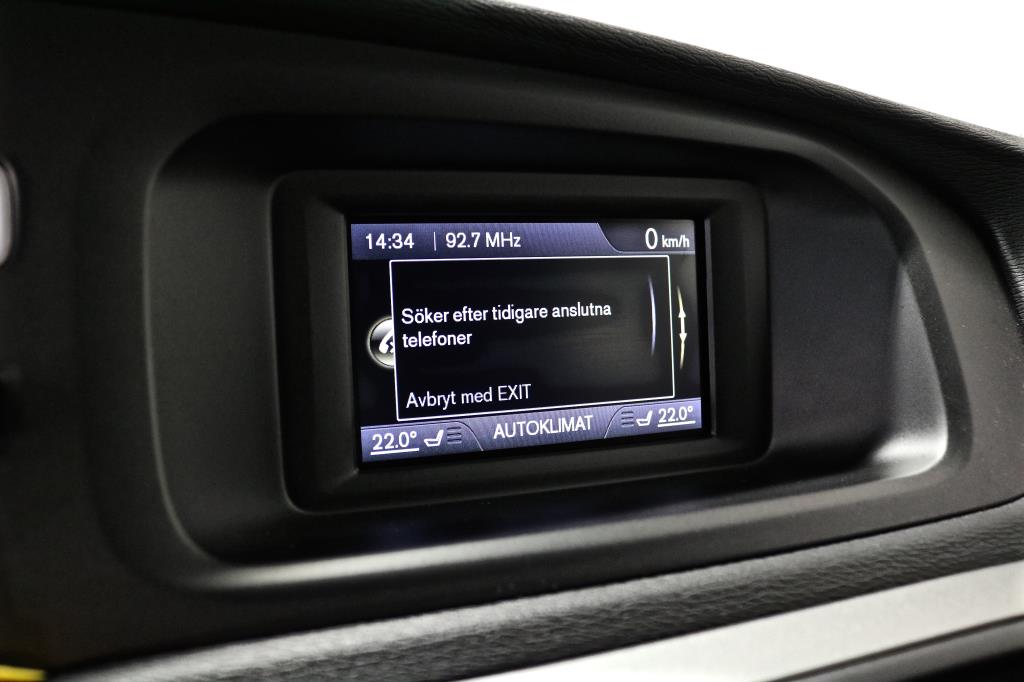 14:34 | 92.7 MHz 0 km/h
Söker efter tidigare anslutna
telefoner
Avbryt med EXIT
22.0° AUTOKLIMAT 22.0°